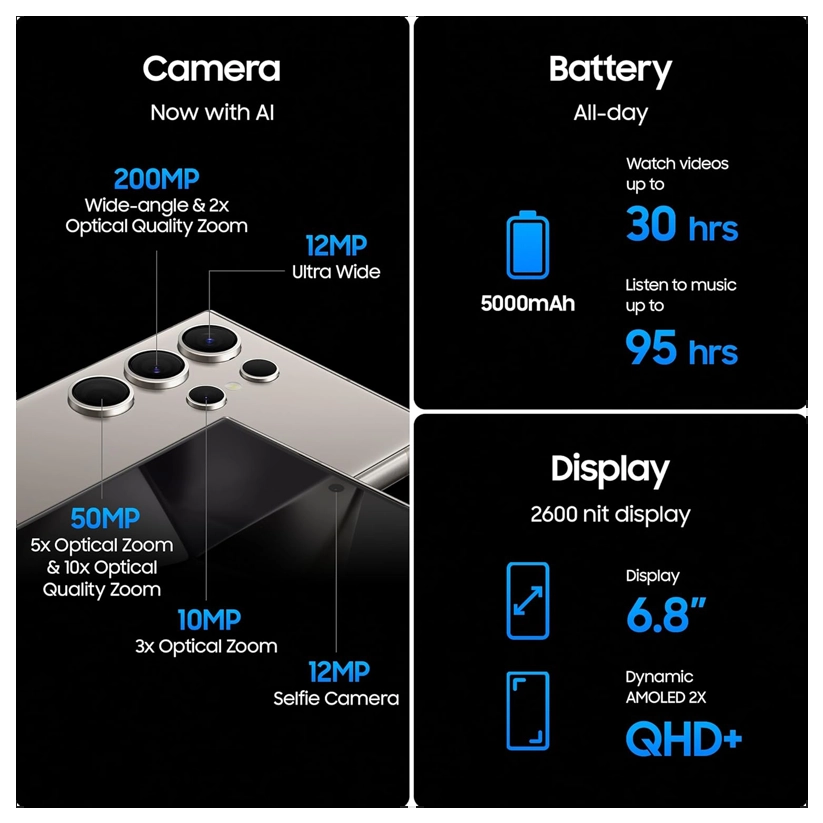 Camera
Now with AI
200MP
Wide-angle & 2x
Optical Quality Zoom
12MP
Ultra Wide
50MP
5x Optical Zoom
& 10x Optical
Quality Zoom
10MP
3x Optical Zoom
12MP
Selfie Camera
Battery
All-day
5000mAh
Watch videos
up to
30 hrs
Listen to music
up to
95 hrs
Display
2600 nit display
Display
6.8”
Dynamic
AMOLED 2X
QHD+